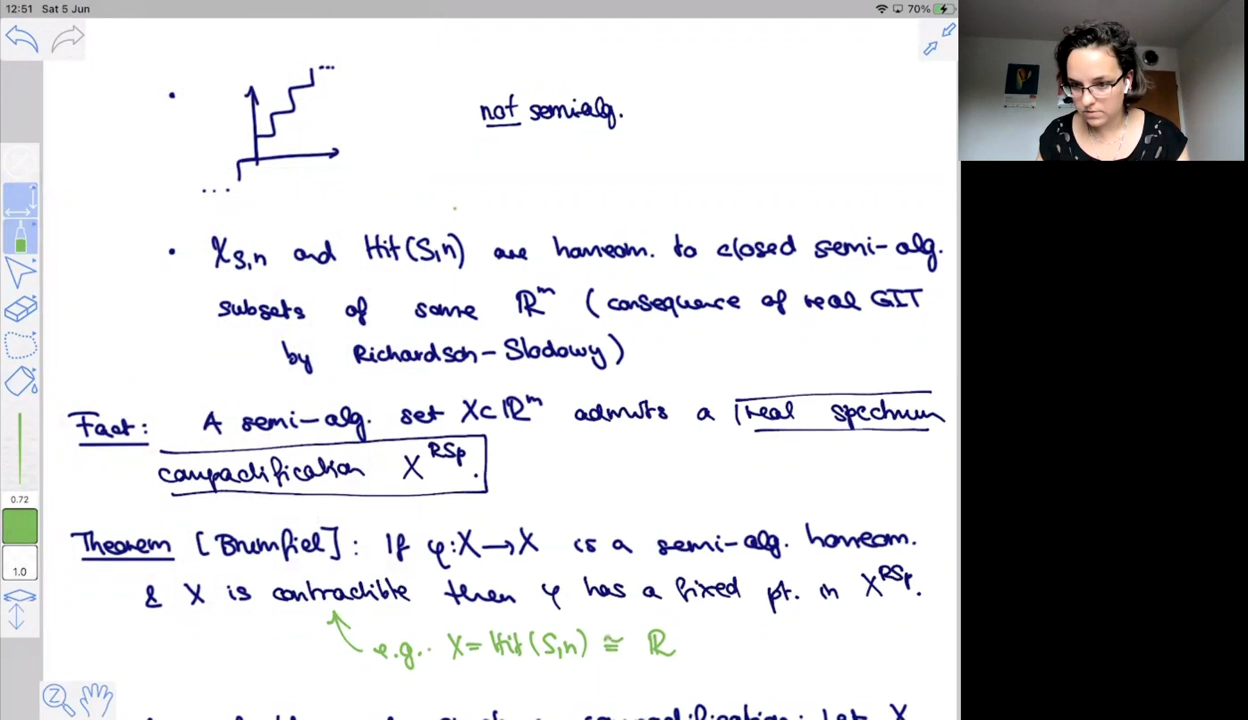 12:51 Sat 5 Jun
70%
...
not semialg.
...
• X_{S,n} and Hit(S,n) are homeom. to closed semi-alg.
subsets of some ℝ^m (consequence of real GIT
by Richardson-Slodowy)
Fact: A semi-alg. set X⊂ℝ^m admits a real spectrum
compactification X^{RSp}.
Theorem [Brumfiel]: If φ:X→X is a semi-alg. homeom.
& X is contractible then φ has a fixed pt. in X^{RSp}.
e.g. X=Hit(S,n) ≅ ℝ
0.72
1.0
Z